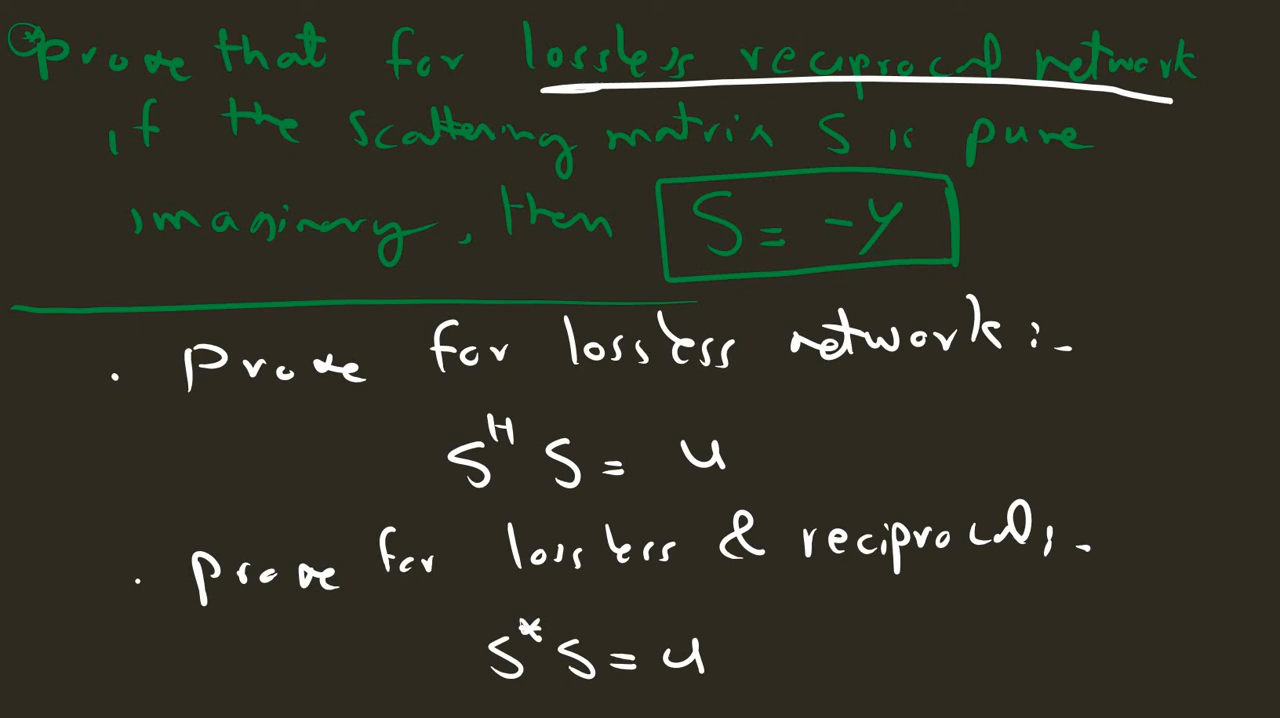 * prove that for lossless reciprocal network
if the scattering matrix S is pure
imaginary, then S = -y
. prove for lossless network :-
S^H S = u
. prove for lossless & reciprocal :-
S^* S = u